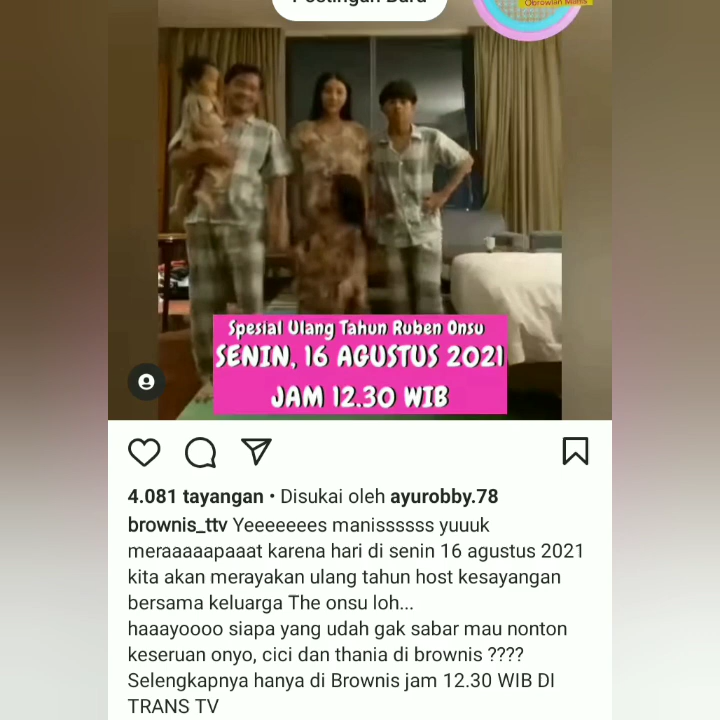 Postingan Baru
Obrowlan Manis
Spesial Ulang Tahun Ruben Onsu
SENIN, 16 AGUSTUS 2021
JAM 12.30 WIB
4.081 tayangan • Disukai oleh ayurobby.78
brownis_ttv Yeeeeeees manissssss yuuuk
meraaaaapaaat karena hari di senin 16 agustus 2021
kita akan merayakan ulang tahun host kesayangan
bersama keluarga The onsu loh...
haaayoooo siapa yang udah gak sabar mau nonton
keseruan onyo, cici dan thania di brownis ????
Selengkapnya hanya di Brownis jam 12.30 WIB DI
TRANS TV